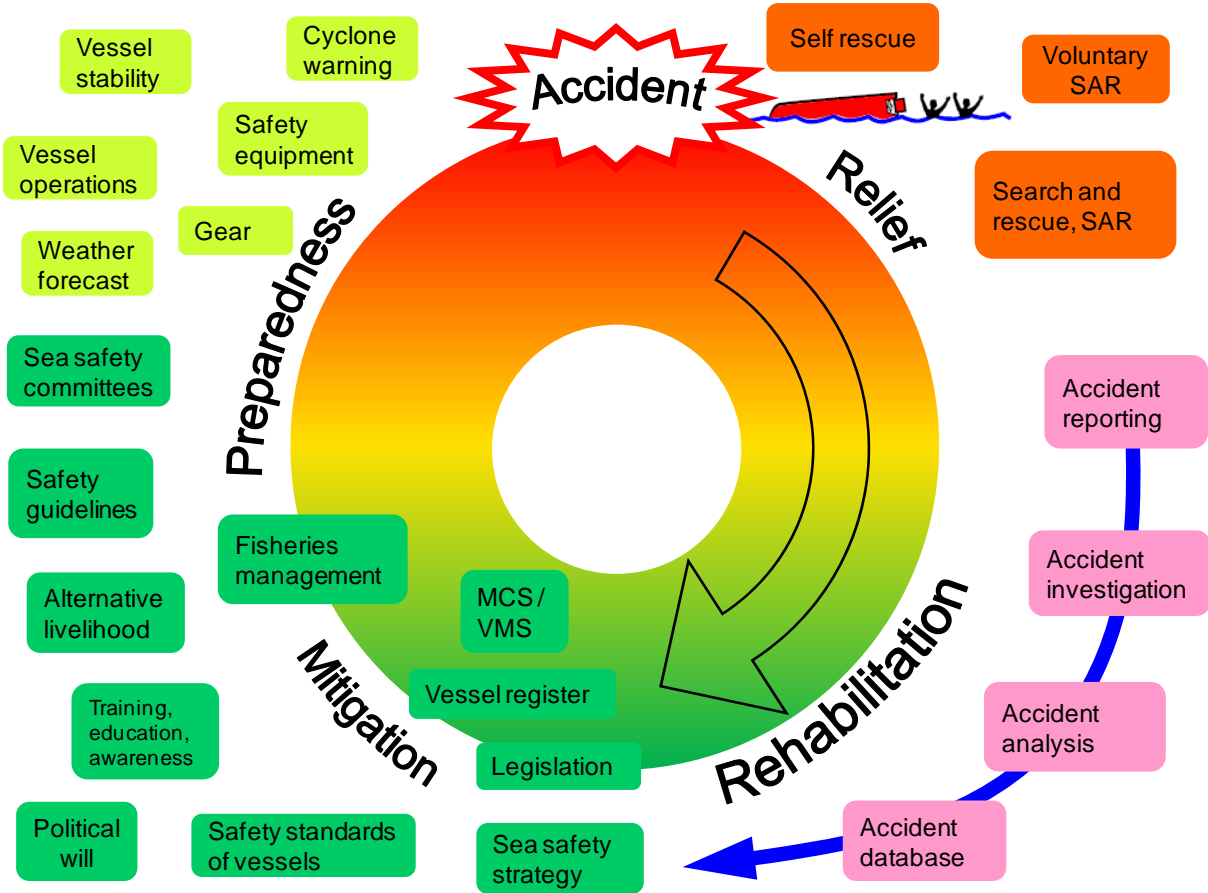 Accident
Self rescue
Voluntary
SAR
Search and
rescue, SAR
Relief
Accident
reporting
Accident
investigation
Accident
analysis
Accident
database
Rehabilitation
Vessel
stability
Cyclone
warning
Safety
equipment
Vessel
operations
Gear
Weather
forecast
Preparedness
Sea safety
committees
Safety
guidelines
Fisheries
management
Alternative
livelihood
MCS /
VMS
Mitigation
Vessel register
Training,
education,
awareness
Legislation
Political
will
Safety standards
of vessels
Sea safety
strategy